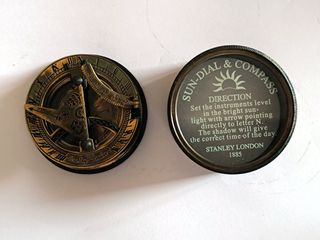 SUN-DIAL & COMPASS
DIRECTION
Set the instruments level
in the bright sun-
light with arrow pointing
directly to letter N.
The shadow will give
the correct time of the day
STANLEY LONDON
1885